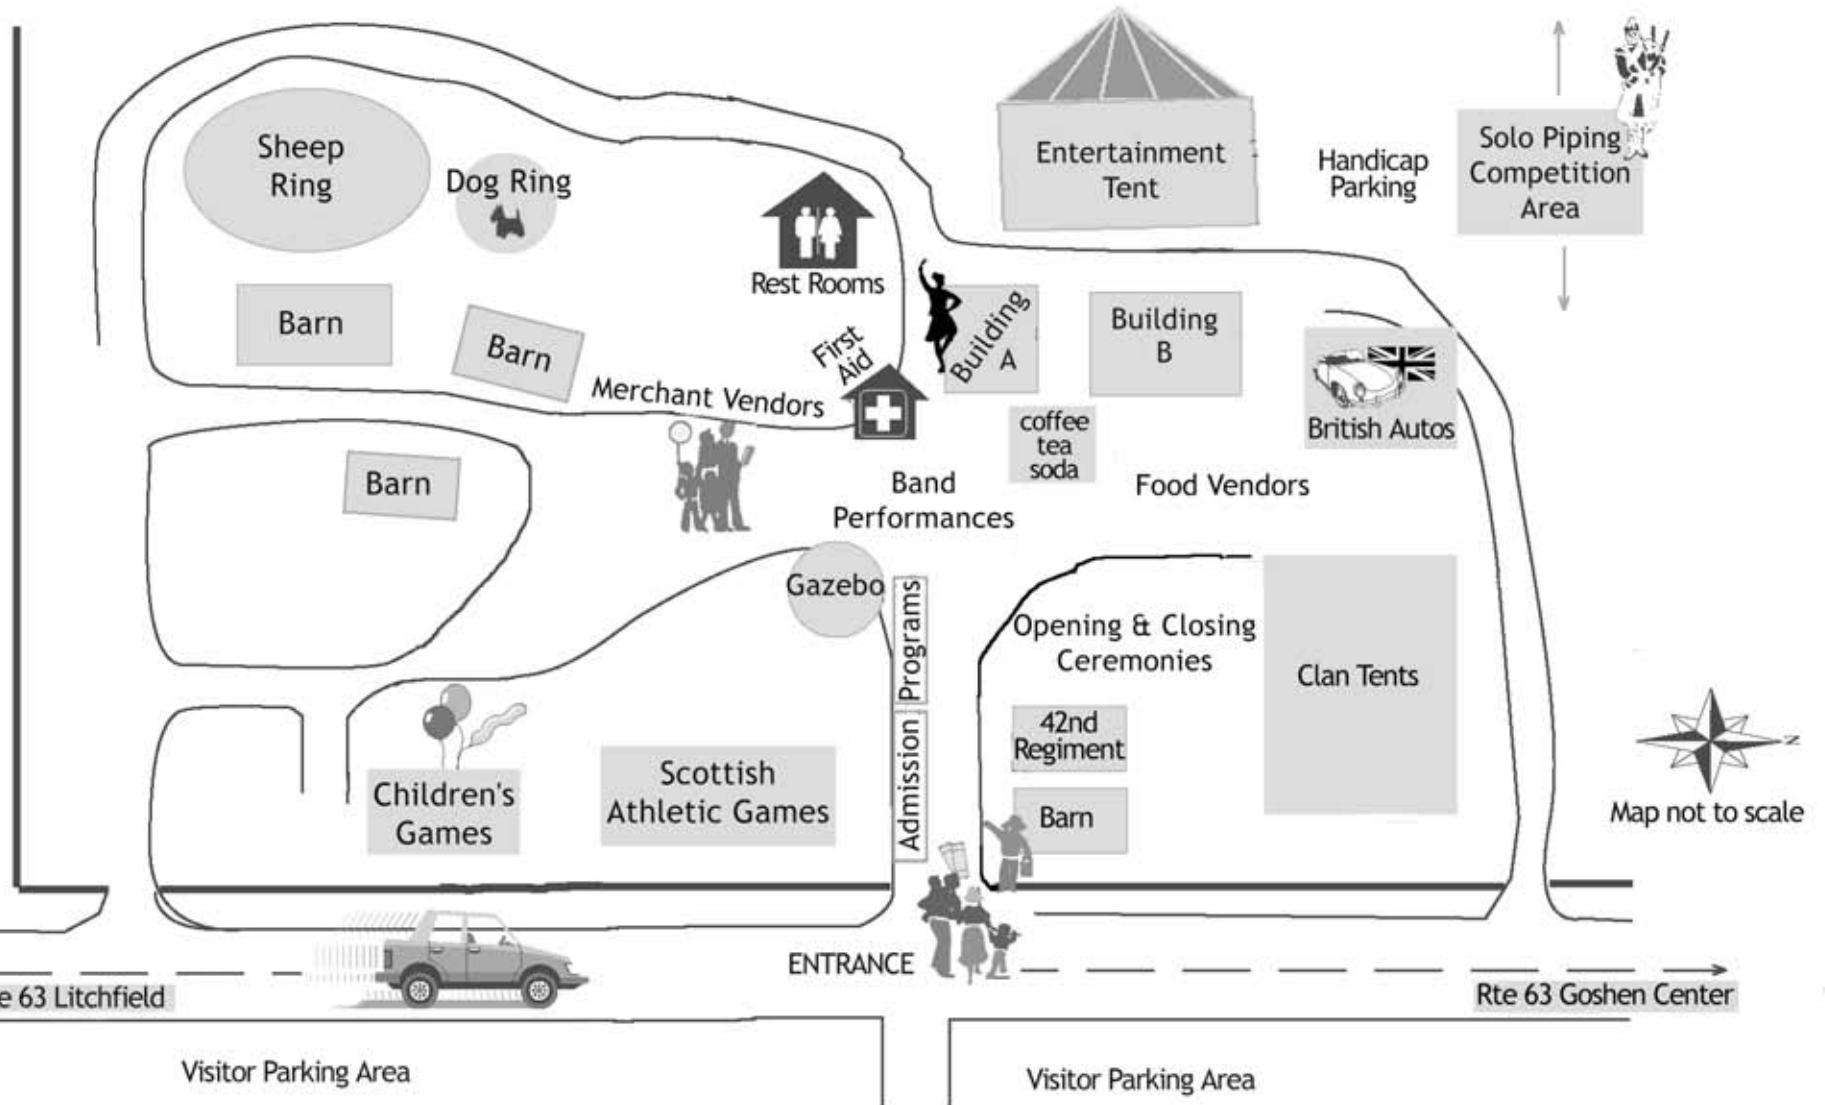 Sheep
Ring
Dog Ring
Rest Rooms
Entertainment
Tent
Handicap
Parking
Solo Piping
Competition
Area
Barn
Barn
Merchant Vendors
First
Aid
Building
A
Building
B
British Autos
coffee
tea
soda
Barn
Band
Performances
Food Vendors
Gazebo
Programs
Admission
Opening & Closing
Ceremonies
Clan Tents
42nd
Regiment
Barn
Children's
Games
Scottish
Athletic Games
N
Map not to scale
ENTRANCE
e 63 Litchfield
Rte 63 Goshen Center
Visitor Parking Area
Visitor Parking Area